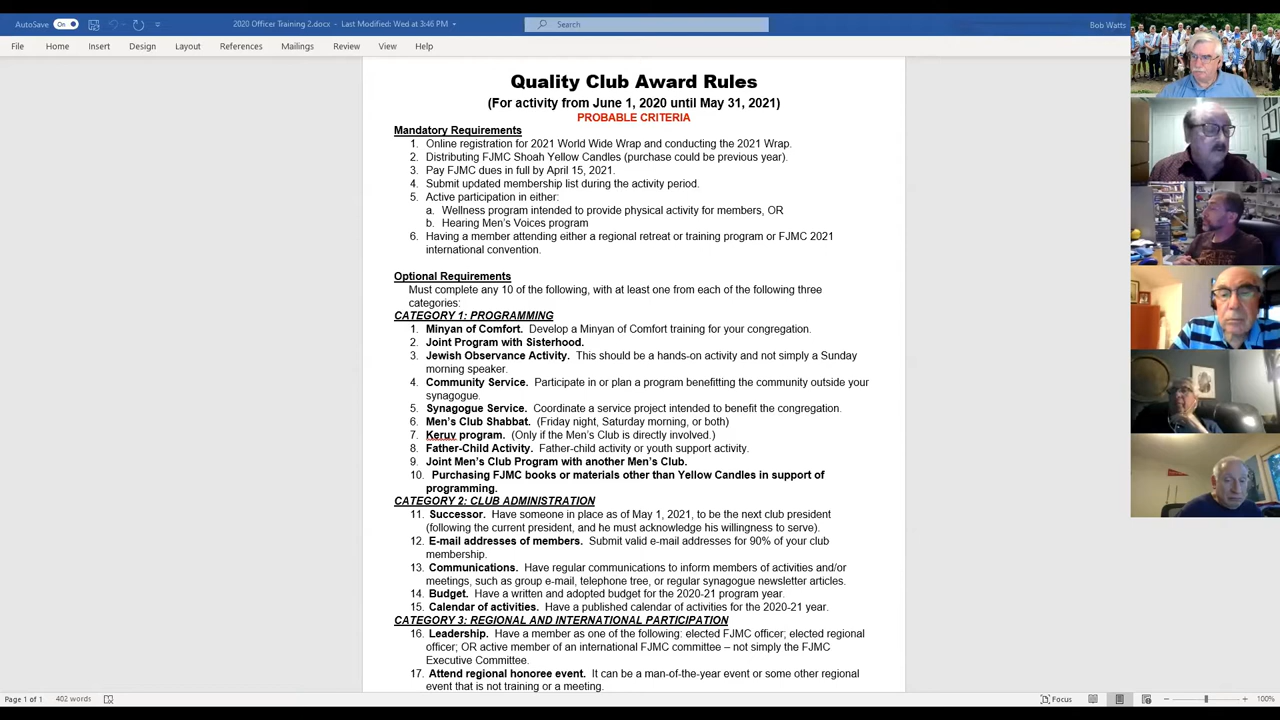 AutoSave On 2020 Officer Training 2.docx - Last Modified: Wed at 3:46 PM Search Bob Watts
File Home Insert Design Layout References Mailings Review View Help
Quality Club Award Rules
(For activity from June 1, 2020 until May 31, 2021)
PROBABLE CRITERIA
Mandatory Requirements
1. Online registration for 2021 World Wide Wrap and conducting the 2021 Wrap.
2. Distributing FJMC Shoah Yellow Candles (purchase could be previous year).
3. Pay FJMC dues in full by April 15, 2021.
4. Submit updated membership list during the activity period.
5. Active participation in either:
a. Wellness program intended to provide physical activity for members, OR
b. Hearing Men's Voices program
6. Having a member attending either a regional retreat or training program or FJMC 2021
international convention.
Optional Requirements
Must complete any 10 of the following, with at least one from each of the following three
categories:
CATEGORY 1: PROGRAMMING
1. Minyan of Comfort. Develop a Minyan of Comfort training for your congregation.
2. Joint Program with Sisterhood.
3. Jewish Observance Activity. This should be a hands-on activity and not simply a Sunday
morning speaker.
4. Community Service. Participate in or plan a program benefitting the community outside your
synagogue.
5. Synagogue Service. Coordinate a service project intended to benefit the congregation.
6. Men's Club Shabbat. (Friday night, Saturday morning, or both)
7. Keruv program. (Only if the Men's Club is directly involved.)
8. Father-Child Activity. Father-child activity or youth support activity.
9. Joint Men's Club Program with another Men's Club.
10. Purchasing FJMC books or materials other than Yellow Candles in support of
programming.
CATEGORY 2: CLUB ADMINISTRATION
11. Successor. Have someone in place as of May 1, 2021, to be the next club president
(following the current president, and he must acknowledge his willingness to serve).
12. E-mail addresses of members. Submit valid e-mail addresses for 90% of your club
membership.
13. Communications. Have regular communications to inform members of activities and/or
meetings, such as group e-mail, telephone tree, or regular synagogue newsletter articles.
14. Budget. Have a written and adopted budget for the 2020-21 program year.
15. Calendar of activities. Have a published calendar of activities for the 2020-21 year.
CATEGORY 3: REGIONAL AND INTERNATIONAL PARTICIPATION
16. Leadership. Have a member as one of the following: elected FJMC officer; elected regional
officer; OR active member of an international FJMC committee – not simply the FJMC
Executive Committee.
17. Attend regional honoree event. It can be a man-of-the-year event or some other regional
event that is not training or a meeting.
Page 1 of 1 402 words Focus 100%